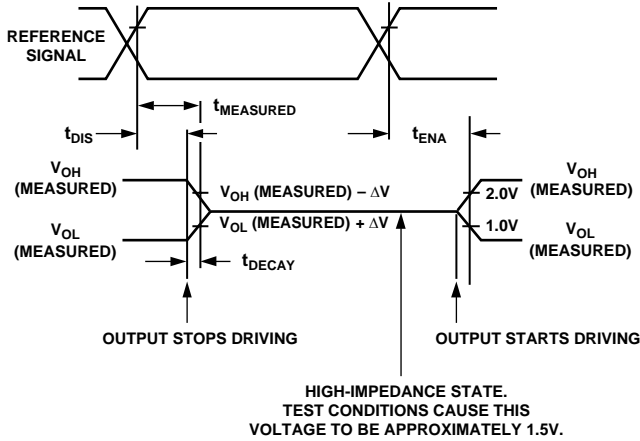 REFERENCE
SIGNAL
tMEASURED
tDIS
tENA
VOH
(MEASURED)
VOH (MEASURED) – ΔV
2.0V
VOH
(MEASURED)
VOL
(MEASURED)
VOL (MEASURED) + ΔV
1.0V
VOL
(MEASURED)
tDECAY
OUTPUT STOPS DRIVING
OUTPUT STARTS DRIVING
HIGH-IMPEDANCE STATE.
TEST CONDITIONS CAUSE THIS
VOLTAGE TO BE APPROXIMATELY 1.5V.